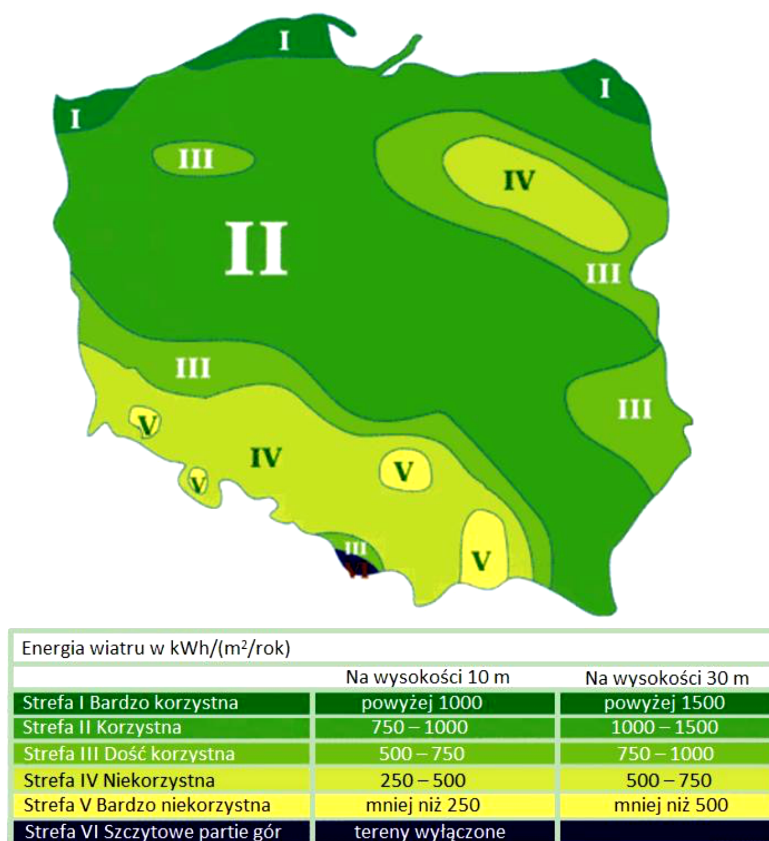 I
I
I
III
IV
II
III
III
III
V
IV
V
V
III
VI
V
Energia wiatru w kWh/(m²/rok)
Na wysokości 10 m Na wysokości 30 m
Strefa I Bardzo korzystna powyżej 1000 powyżej 1500
Strefa II Korzystna 750 – 1000 1000 – 1500
Strefa III Dość korzystna 500 – 750 750 – 1000
Strefa IV Niekorzystna 250 – 500 500 – 750
Strefa V Bardzo niekorzystna mniej niż 250 mniej niż 500
Strefa VI Szczytowe partie gór tereny wyłączone